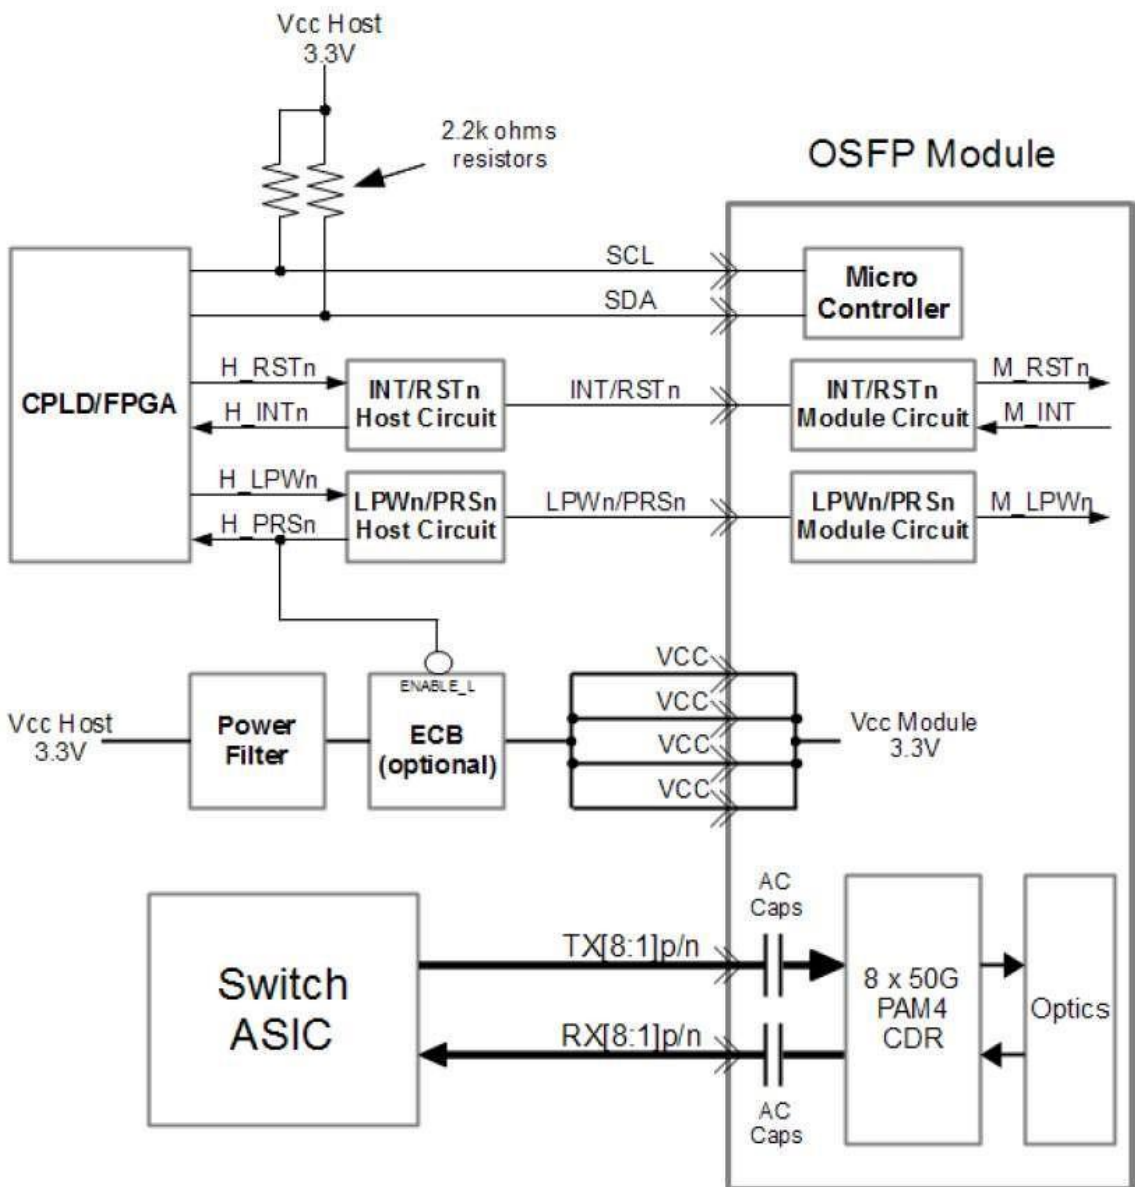 Vcc Host
3.3V
2.2k ohms
resistors
OSFP Module
SCL
SDA
Micro
Controller
CPLD/FPGA
H_RSTn
H_INTn
INT/RSTn
Host Circuit
INT/RSTn
INT/RSTn
Module Circuit
M_RSTn
M_INT
H_LPWn
H_PRSn
LPWn/PRSn
Host Circuit
LPWn/PRSn
LPWn/PRSn
Module Circuit
M_LPWn
Vcc Host
3.3V
Power
Filter
ENABLE_L
ECB
(optional)
VCC
VCC
VCC
VCC
Vcc Module
3.3V
Switch
ASIC
TX[8:1]p/n
RX[8:1]p/n
AC
Caps
AC
Caps
8 x 50G
PAM4
CDR
Optics